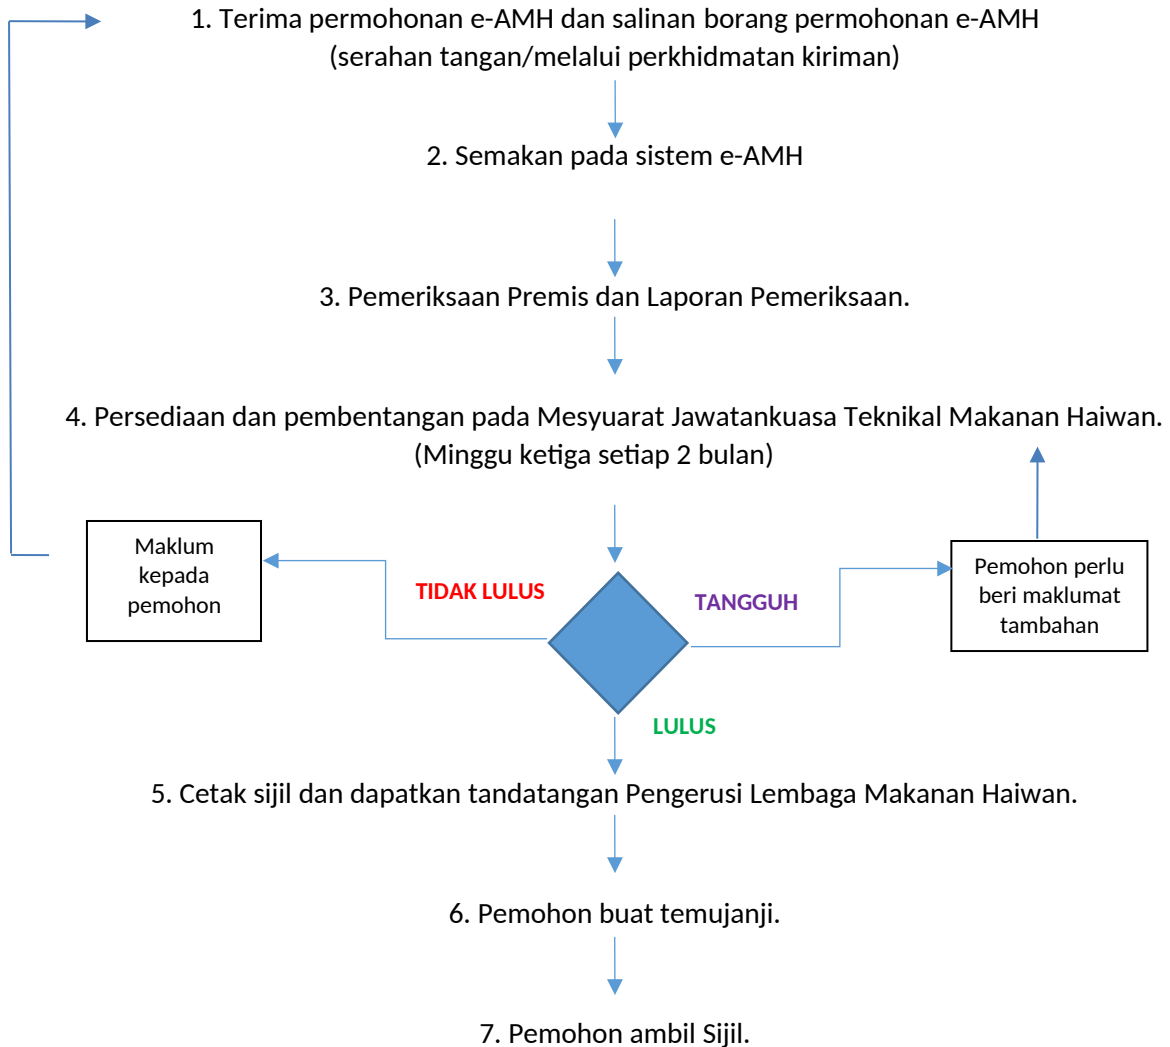 1. Terima permohonan e-AMH dan salinan borang permohonan e-AMH
(serahan tangan/melalui perkhidmatan kiriman)
2. Semakan pada sistem e-AMH
3. Pemeriksaan Premis dan Laporan Pemeriksaan.
4. Persediaan dan pembentangan pada Mesyuarat Jawatankuasa Teknikal Makanan Haiwan.
(Minggu ketiga setiap 2 bulan)
Maklum
kepada
pemohon
TIDAK LULUS
TANGGUH
Pemohon perlu
beri maklumat
tambahan
LULUS
5. Cetak sijil dan dapatkan tandatangan Pengerusi Lembaga Makanan Haiwan.
6. Pemohon buat temujanji.
7. Pemohon ambil Sijil.